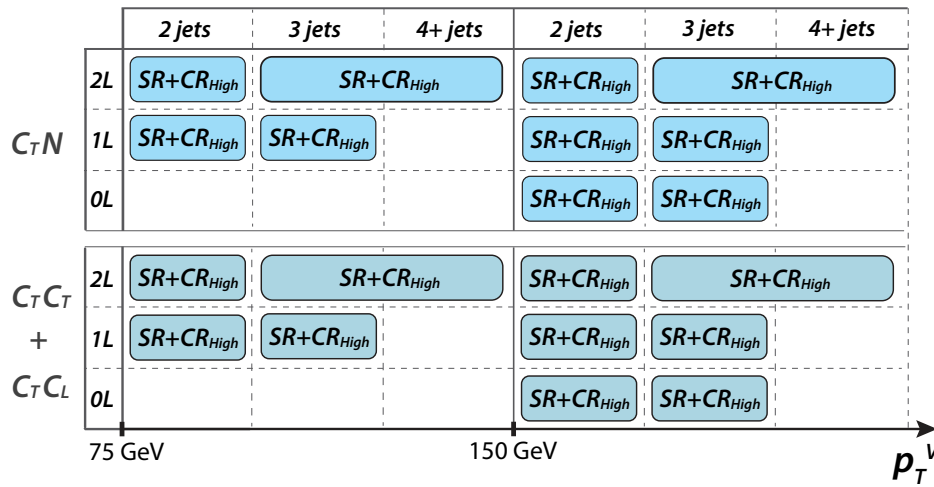 2 jets 3 jets 4+ jets 2 jets 3 jets 4+ jets
2L SR+CRHigh SR+CRHigh SR+CRHigh SR+CRHigh
CTN 1L SR+CRHigh SR+CRHigh SR+CRHigh SR+CRHigh
0L SR+CRHigh SR+CRHigh
2L SR+CRHigh SR+CRHigh SR+CRHigh SR+CRHigh
CTCT
+ 1L SR+CRHigh SR+CRHigh SR+CRHigh SR+CRHigh
CTCL 0L SR+CRHigh SR+CRHigh
75 GeV 150 GeV
pTV